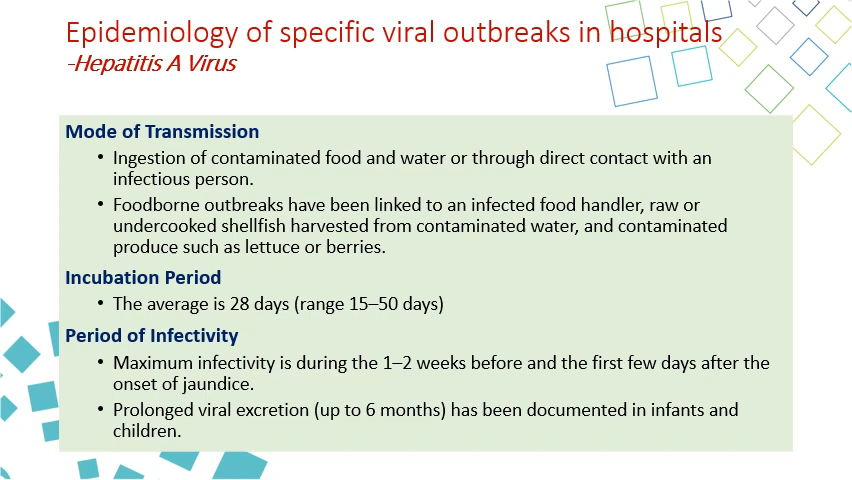 Epidemiology of specific viral outbreaks in hospitals
-Hepatitis A Virus
Mode of Transmission
• Ingestion of contaminated food and water or through direct contact with an
infectious person.
• Foodborne outbreaks have been linked to an infected food handler, raw or
undercooked shellfish harvested from contaminated water, and contaminated
produce such as lettuce or berries.
Incubation Period
• The average is 28 days (range 15–50 days)
Period of Infectivity
• Maximum infectivity is during the 1–2 weeks before and the first few days after the
onset of jaundice.
• Prolonged viral excretion (up to 6 months) has been documented in infants and
children.